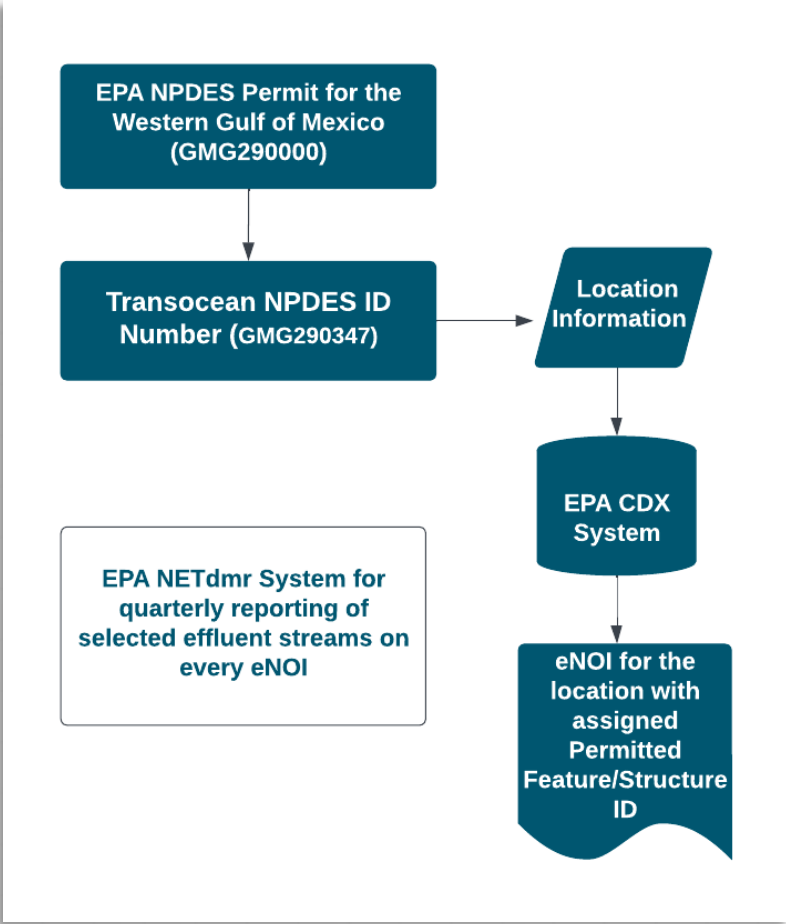 EPA NPDES Permit for the
Western Gulf of Mexico
(GMG290000)
Transocean NPDES ID
Number (GMG290347)
Location
Information
EPA CDX
System
EPA NETdmr System for
quarterly reporting of
selected effluent streams on
every eNOI
eNOI for the
location with
assigned
Permitted
Feature/Structure
ID